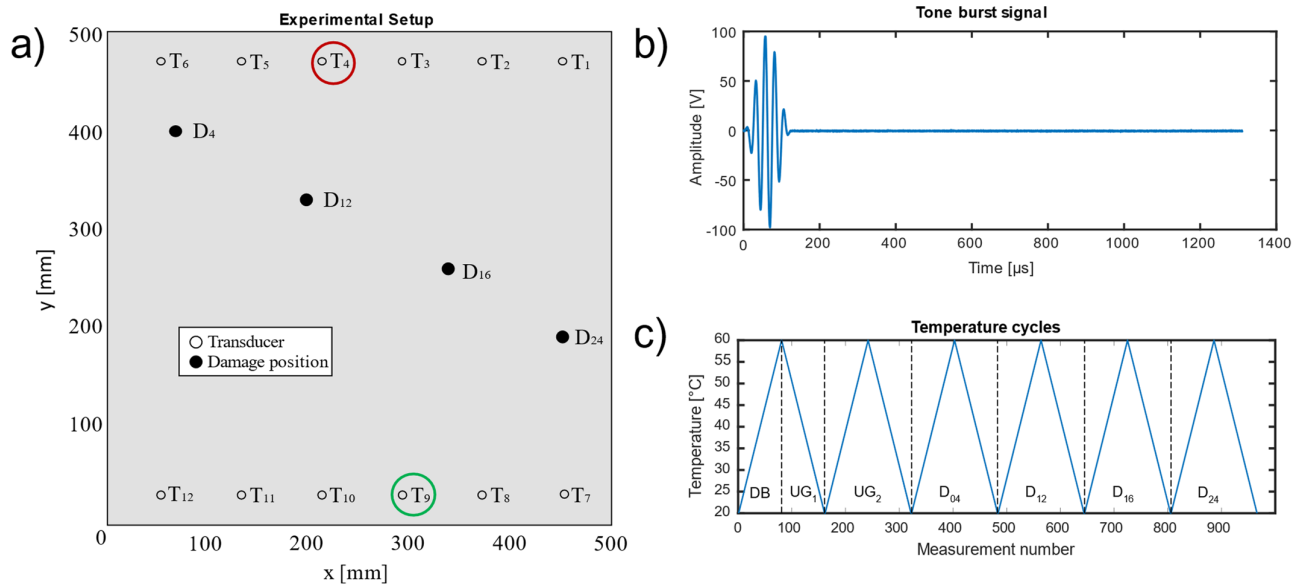 a)
Experimental Setup
500
400
300
200
100
0
y [mm]
T6 T5 T4 T3 T2 T1
D4
D12
D16
D24
Transducer
Damage position
T12 T11 T10 T9 T8 T7
100 200 300 400 500
x [mm]
b)
Tone burst signal
100
50
0
-50
-100
Amplitude [V]
0 200 400 600 800 1000 1200 1400
Time [µs]
c)
Temperature cycles
60
55
50
45
40
35
30
25
20
Temperature [°C]
DB UG1 UG2 D04 D12 D16 D24
0 100 200 300 400 500 600 700 800 900
Measurement number